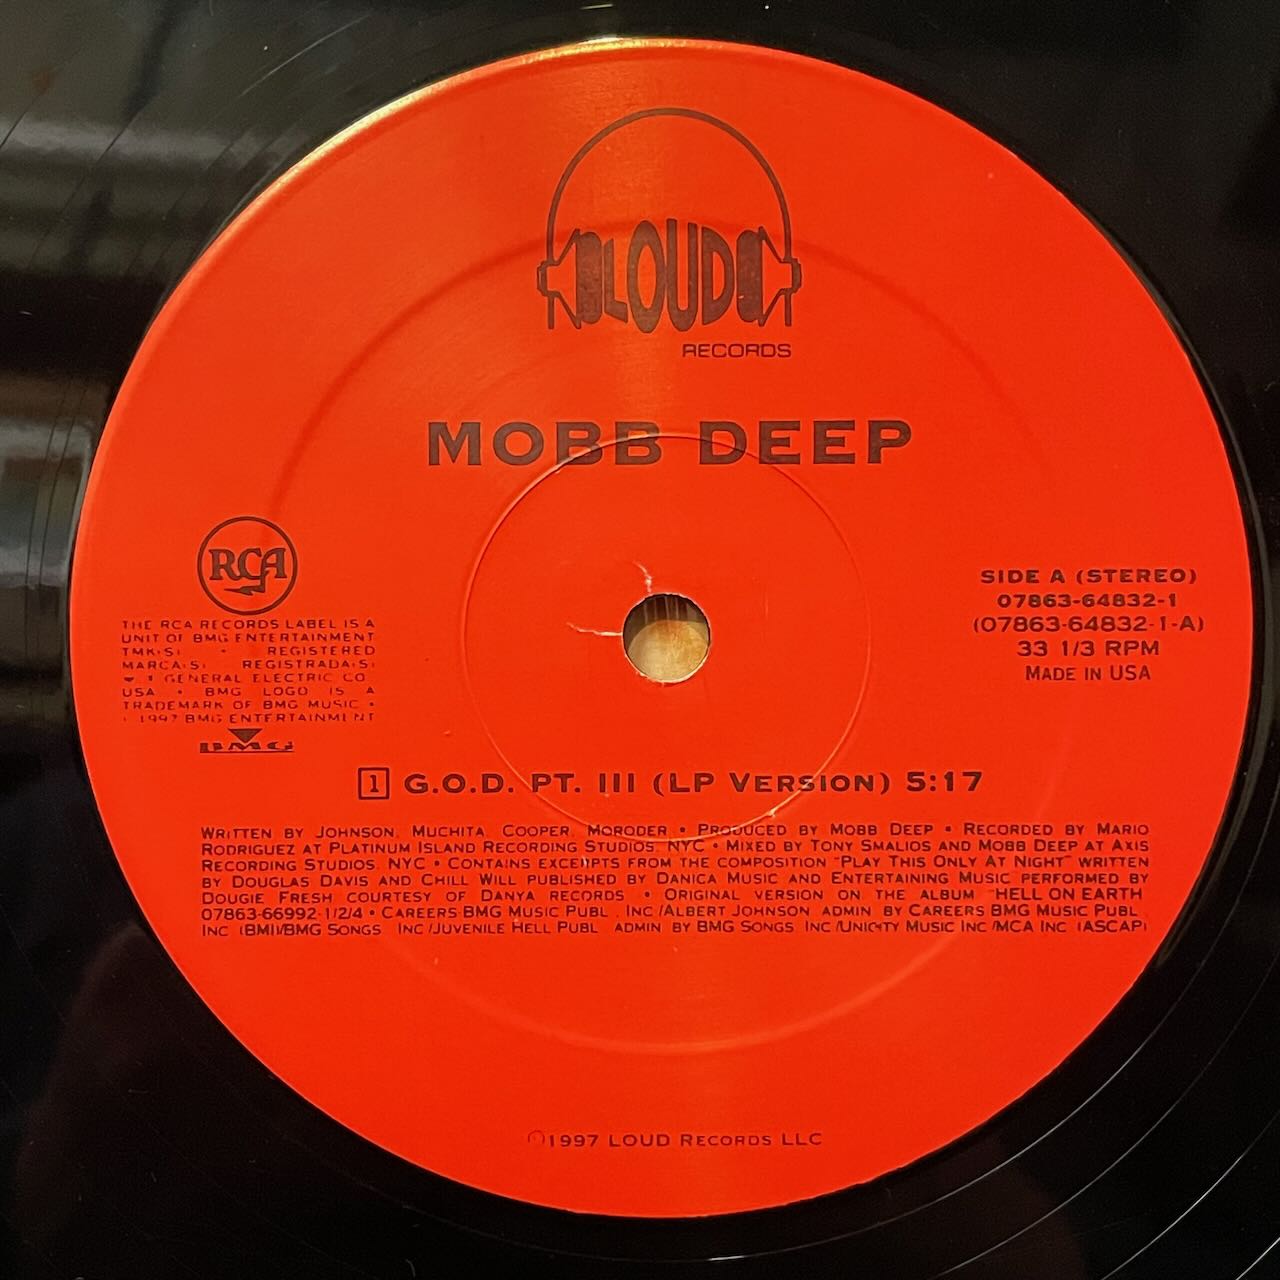 LOUD
RECORDS
MOBB DEEP
RCA
THE RCA RECORDS LABEL IS A
UNIT OF BMG ENTERTAINMENT
TMK(S) • REGISTERED
MARCA(S) REGISTRADA(S)
GENERAL ELECTRIC CO.
USA • BMG LOGO IS A
TRADEMARK OF BMG MUSIC •
1997 BMG ENTERTAINMENT
BMG
SIDE A (STEREO)
07863-64832-1
(07863-64832-1-A)
33 1/3 RPM
MADE IN USA
1 G.O.D. PT. III (LP VERSION) 5:17
WRITTEN BY JOHNSON, MUCHITA, COOPER, MORODER • PRODUCED BY MOBB DEEP • RECORDED BY MARIO
RODRIGUEZ AT PLATINUM ISLAND RECORDING STUDIOS, NYC • MIXED BY TONY SMALIOS AND MOBB DEEP AT AXIS
RECORDING STUDIOS, NYC • CONTAINS EXCERPTS FROM THE COMPOSITION "PLAY THIS ONLY AT NIGHT" WRITTEN
BY DOUGLAS DAVIS AND CHILL WILL PUBLISHED BY DANICA MUSIC AND ENTERTAINING MUSIC PERFORMED BY
DOUGIE FRESH COURTESY OF DANYA RECORDS • ORIGINAL VERSION ON THE ALBUM "HELL ON EARTH"
07863-66992-1/2/4 • CAREERS-BMG MUSIC PUBL., INC./ALBERT JOHNSON ADMIN. BY CAREERS BMG MUSIC PUBL.
INC. (BMI)/BMG SONGS, INC./JUVENILE HELL PUBL. ADMIN. BY BMG SONGS, INC./UNICITY MUSIC INC./MCA INC. (ASCAP)
℗1997 LOUD RECORDS LLC